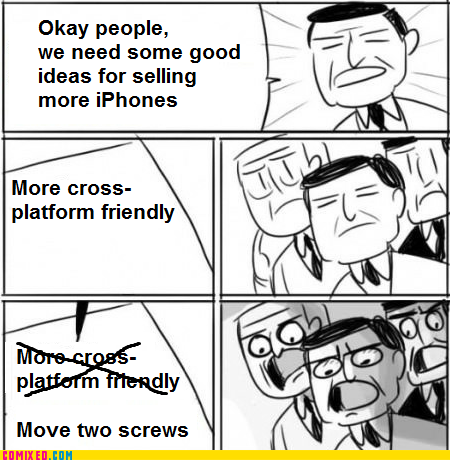 Okay people,
we need some good
ideas for selling
more iPhones
More cross-
platform friendly
More cross-
platform friendly
Move two screws
COMIXED.COM